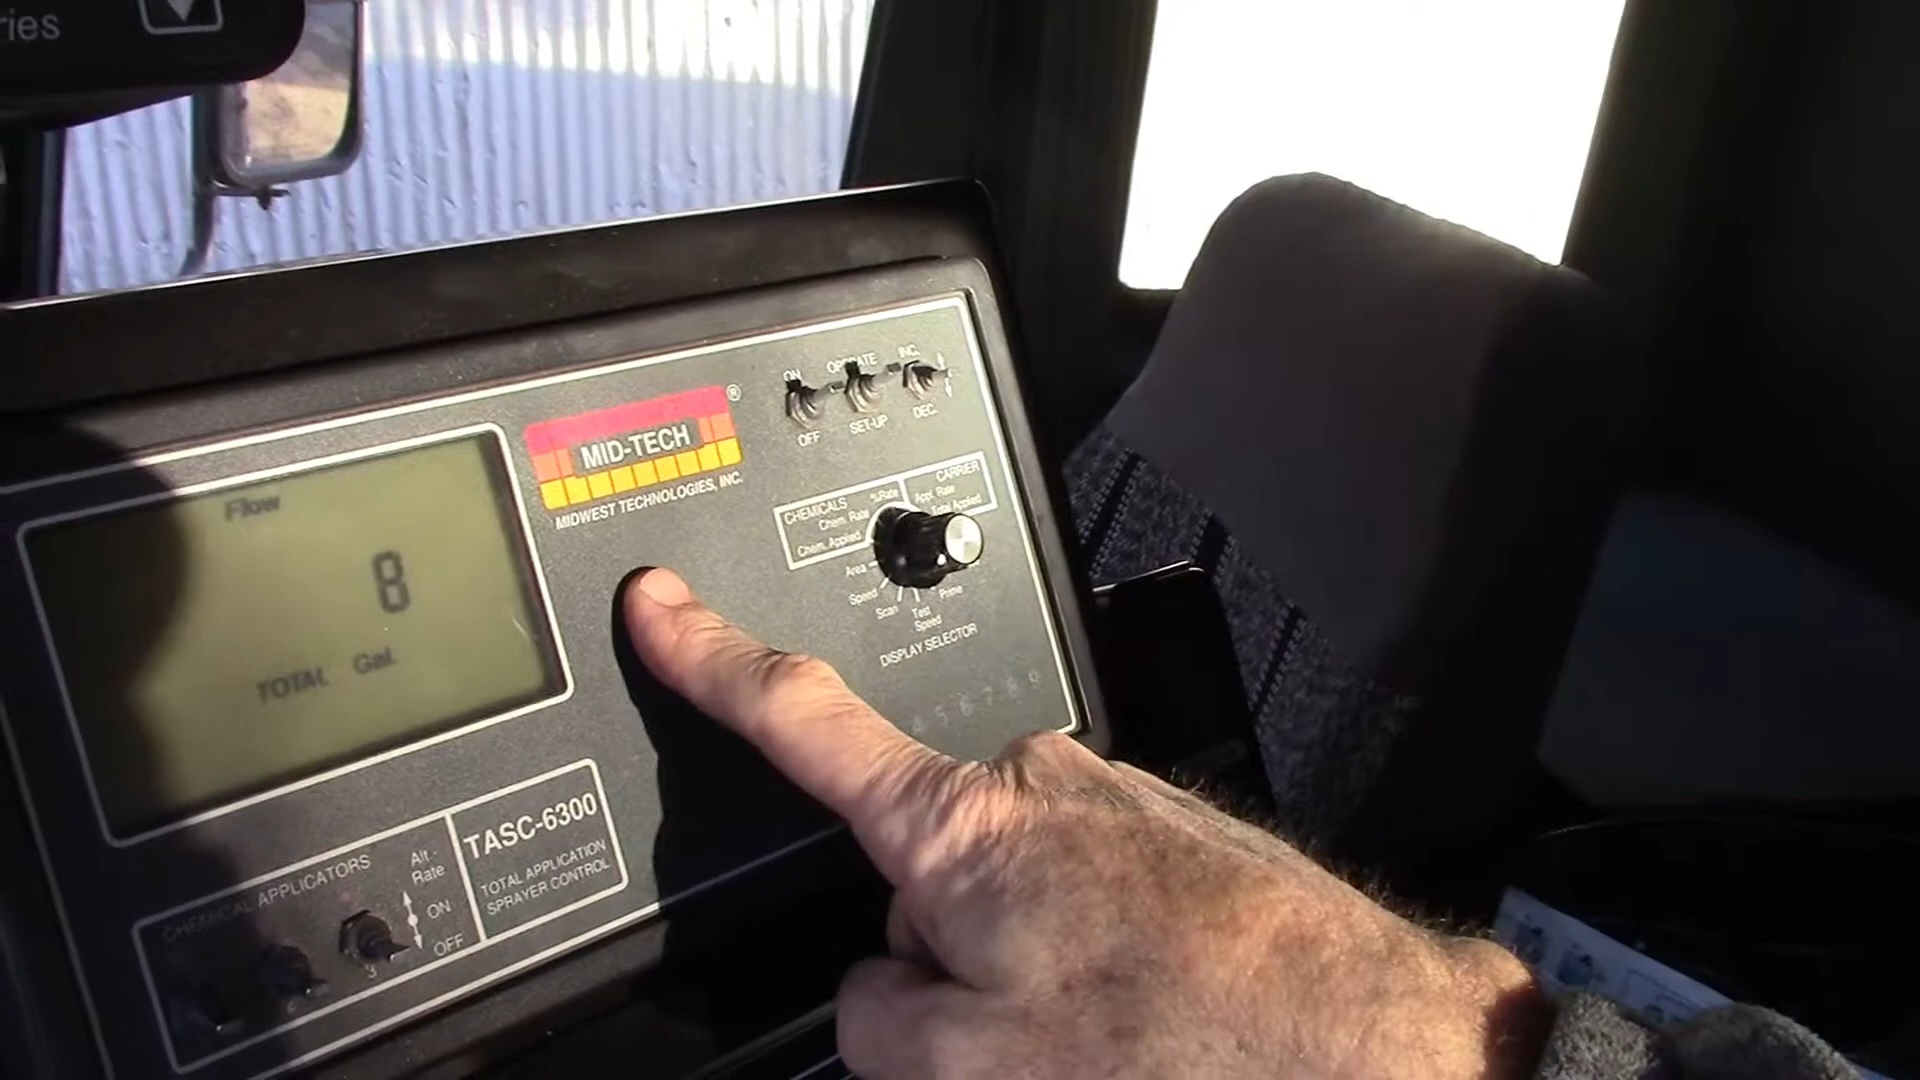 ries
Flow
8
TOTAL Gal.
MID-TECH ®
MIDWEST TECHNOLOGIES, INC.
ON OPERATE INC.
OFF SET-UP DEC.
CHEMICALS
%Rate
Chem. Rate
Chem. Applied
CARRIER
Appl. Rate
Total Applied
Area
Speed
Scan
Test
Speed
Prime
DISPLAY SELECTOR
4 5 6 7 8 9
CHEMICAL APPLICATORS
Alt.-
Rate
ON
OFF
3
TASC-6300
TOTAL APPLICATION
SPRAYER CONTROL